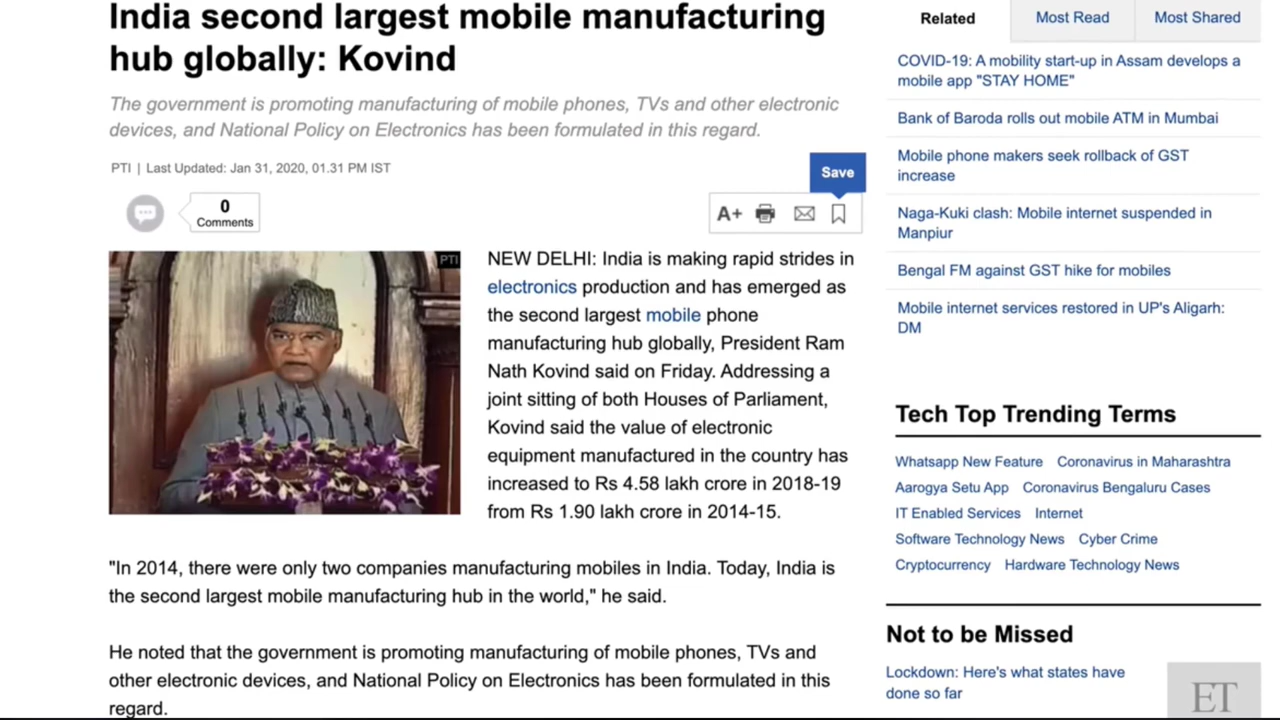 India second largest mobile manufacturing
hub globally: Kovind
The government is promoting manufacturing of mobile phones, TVs and other electronic
devices, and National Policy on Electronics has been formulated in this regard.
PTI | Last Updated: Jan 31, 2020, 01.31 PM IST
Save
0
Comments
A+
PTI
NEW DELHI: India is making rapid strides in
electronics production and has emerged as
the second largest mobile phone
manufacturing hub globally, President Ram
Nath Kovind said on Friday. Addressing a
joint sitting of both Houses of Parliament,
Kovind said the value of electronic
equipment manufactured in the country has
increased to Rs 4.58 lakh crore in 2018-19
from Rs 1.90 lakh crore in 2014-15.
"In 2014, there were only two companies manufacturing mobiles in India. Today, India is
the second largest mobile manufacturing hub in the world," he said.
He noted that the government is promoting manufacturing of mobile phones, TVs and
other electronic devices, and National Policy on Electronics has been formulated in this
regard.
Related Most Read Most Shared
COVID-19: A mobility start-up in Assam develops a
mobile app "STAY HOME"
Bank of Baroda rolls out mobile ATM in Mumbai
Mobile phone makers seek rollback of GST
increase
Naga-Kuki clash: Mobile internet suspended in
Manpiur
Bengal FM against GST hike for mobiles
Mobile internet services restored in UP's Aligarh:
DM
Tech Top Trending Terms
Whatsapp New Feature Coronavirus in Maharashtra
Aarogya Setu App Coronavirus Bengaluru Cases
IT Enabled Services Internet
Software Technology News Cyber Crime
Cryptocurrency Hardware Technology News
Not to be Missed
Lockdown: Here's what states have
done so far
ET